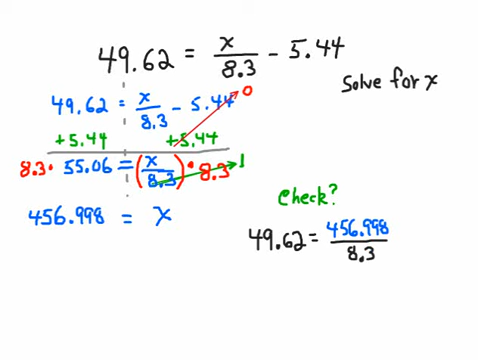 49.62 = x/8.3 - 5.44
Solve for x
49.62 = x/8.3 - 5.44 0
+5.44 +5.44
8.3 • 55.06 = (x/8.3) • 8.3 1
456.998 = x
check?
49.62 = 456.998/8.3